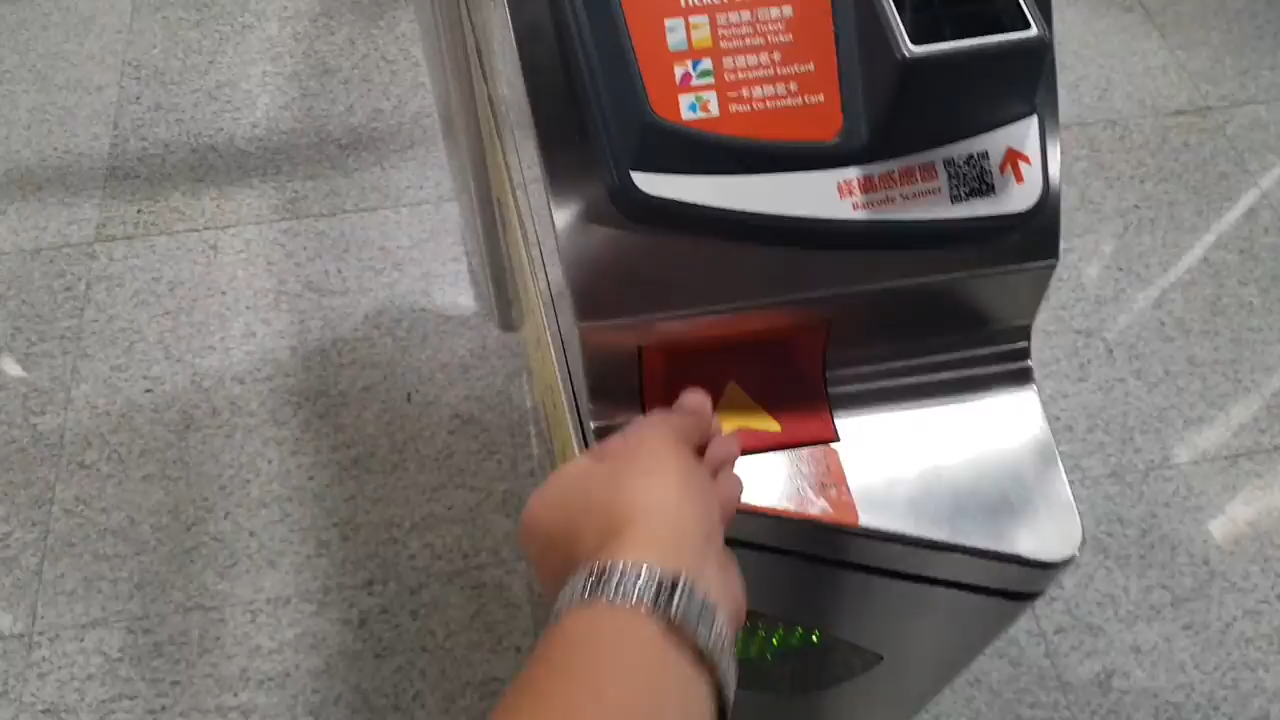 定期票/回數票
Periodic Ticket/
Multi-Ride Ticket
悠遊聯名卡
Co-branded EasyCard
一卡通聯名卡
iPass Co-branded Card
條碼感應區
Barcode Scanner